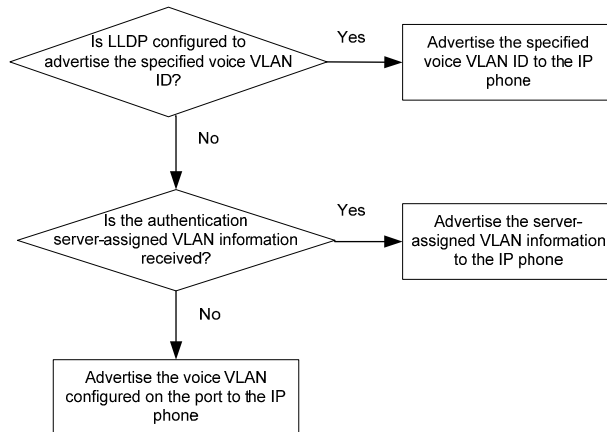 Is LLDP configured to
advertise the specified voice VLAN
ID?
Yes
Advertise the specified
voice VLAN ID to the IP
phone
No
Is the authentication
server-assigned VLAN information
received?
Yes
Advertise the server-
assigned VLAN information
to the IP phone
No
Advertise the voice VLAN
configured on the port to the IP
phone